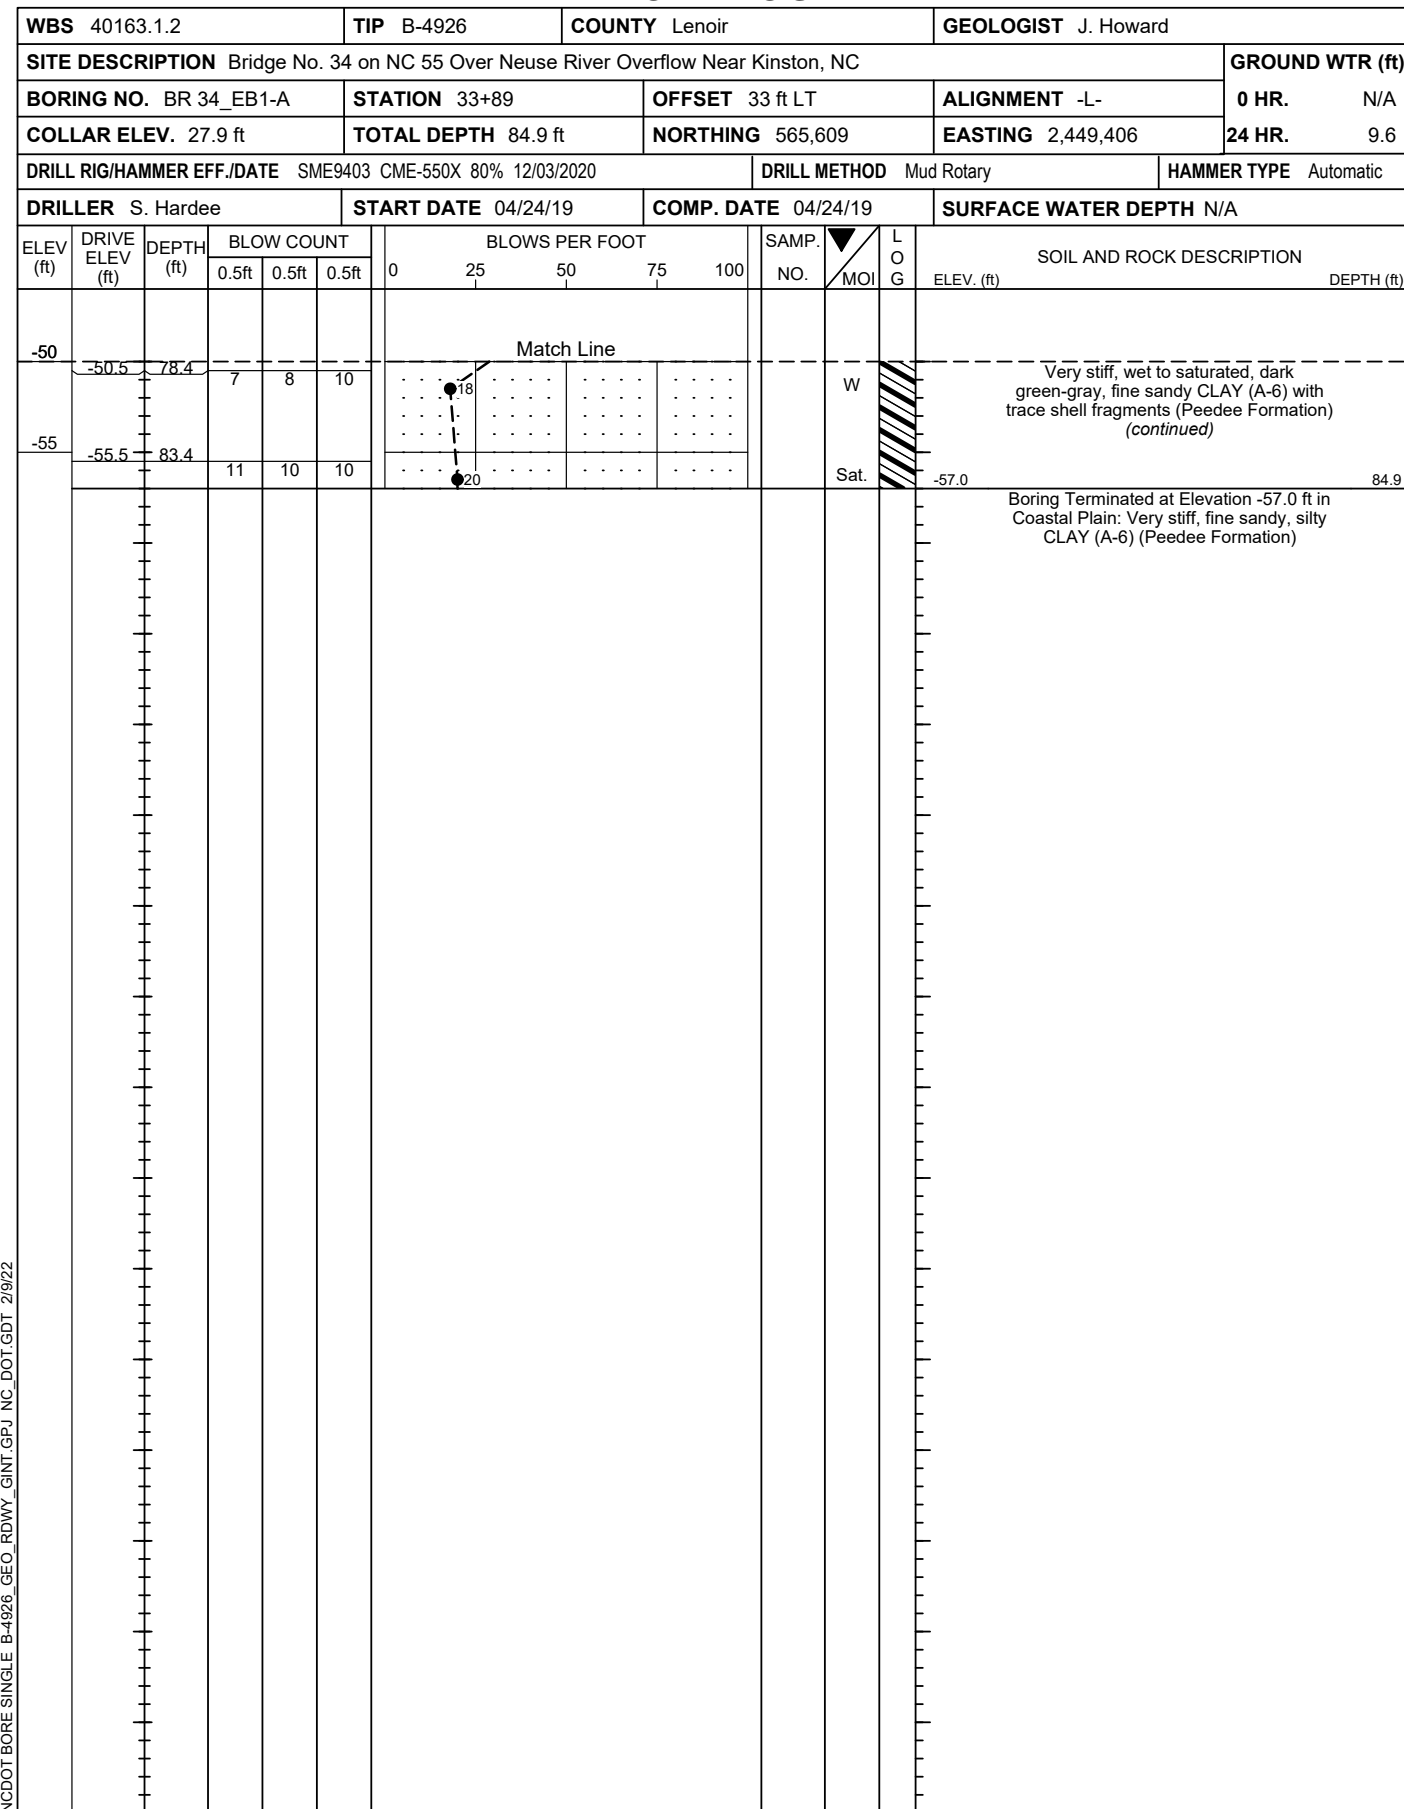 WBS 40163.1.2 TIP B-4926 COUNTY Lenoir GEOLOGIST J. Howard
SITE DESCRIPTION Bridge No. 34 on NC 55 Over Neuse River Overflow Near Kinston, NC GROUND WTR (ft)
BORING NO. BR 34_EB1-A STATION 33+89 OFFSET 33 ft LT ALIGNMENT -L- 0 HR. N/A
COLLAR ELEV. 27.9 ft TOTAL DEPTH 84.9 ft NORTHING 565,609 EASTING 2,449,406 24 HR. 9.6
DRILL RIG/HAMMER EFF./DATE SME9403 CME-550X 80% 12/03/2020 DRILL METHOD Mud Rotary HAMMER TYPE Automatic
DRILLER S. Hardee START DATE 04/24/19 COMP. DATE 04/24/19 SURFACE WATER DEPTH N/A
ELEV (ft) DRIVE ELEV (ft) DEPTH (ft) BLOW COUNT BLOWS PER FOOT SAMP. NO. MOI LOG SOIL AND ROCK DESCRIPTION
0.5ft 0.5ft 0.5ft 0 25 50 75 100 ELEV. (ft) DEPTH (ft)
Match Line
-50
-50.5 78.4 7 8 10 18 W
Very stiff, wet to saturated, dark
green-gray, fine sandy CLAY (A-6) with
trace shell fragments (Peedee Formation)
(continued)
-55
-55.5 83.4 11 10 10 20 Sat.
-57.0 84.9
Boring Terminated at Elevation -57.0 ft in
Coastal Plain: Very stiff, fine sandy, silty
CLAY (A-6) (Peedee Formation)
NCDOT BORE SINGLE B-4926_GEO_RDWY_GINT.GPJ NC_DOT.GDT 2/9/22